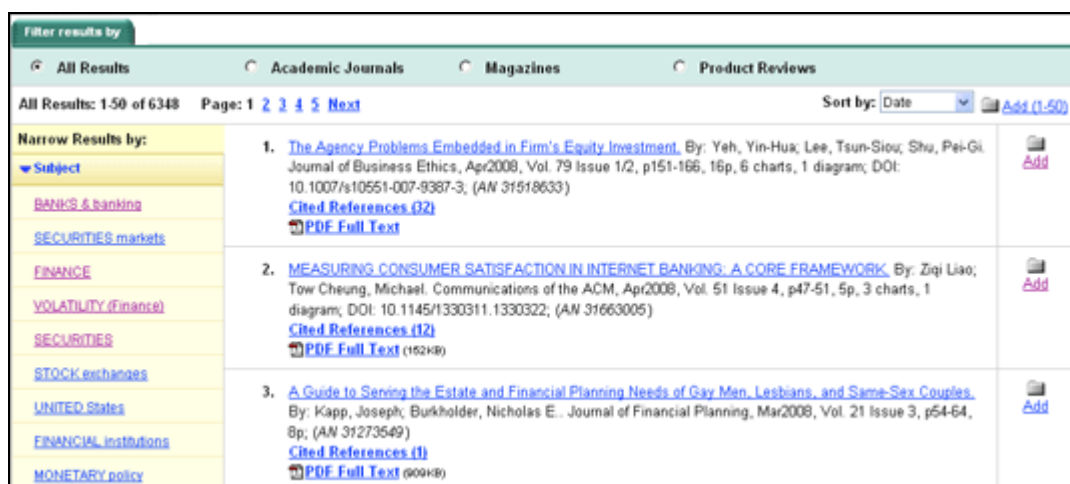 Filter results by
All Results Academic Journals Magazines Product Reviews
All Results: 1-50 of 6348 Page: 1 2 3 4 5 Next Sort by: Date Add (1-50)
Narrow Results by:
Subject
BANKS & banking
SECURITIES markets
FINANCE
VOLATILITY (Finance)
SECURITIES
STOCK exchanges
UNITED States
FINANCIAL institutions
MONETARY policy
1. The Agency Problems Embedded in Firm's Equity Investment. By: Yeh, Yin-Hua; Lee, Tsun-Siou; Shu, Pei-Gi.
Journal of Business Ethics, Apr2008, Vol. 79 Issue 1/2, p151-166, 16p, 6 charts, 1 diagram; DOI:
10.1007/s10551-007-9387-3; (AN 31518633)
Cited References (32)
PDF Full Text
Add
2. MEASURING CONSUMER SATISFACTION IN INTERNET BANKING: A CORE FRAMEWORK. By: Ziqi Liao;
Tow Cheung, Michael. Communications of the ACM, Apr2008, Vol. 51 Issue 4, p47-51, 5p, 3 charts, 1
diagram; DOI: 10.1145/1330311.1330322; (AN 31663005)
Cited References (12)
PDF Full Text (152KB)
Add
3. A Guide to Serving the Estate and Financial Planning Needs of Gay Men, Lesbians, and Same-Sex Couples.
By: Kapp, Joseph; Burkholder, Nicholas E.. Journal of Financial Planning, Mar2008, Vol. 21 Issue 3, p54-64,
8p; (AN 31273549)
Cited References (1)
PDF Full Text (909KB)
Add